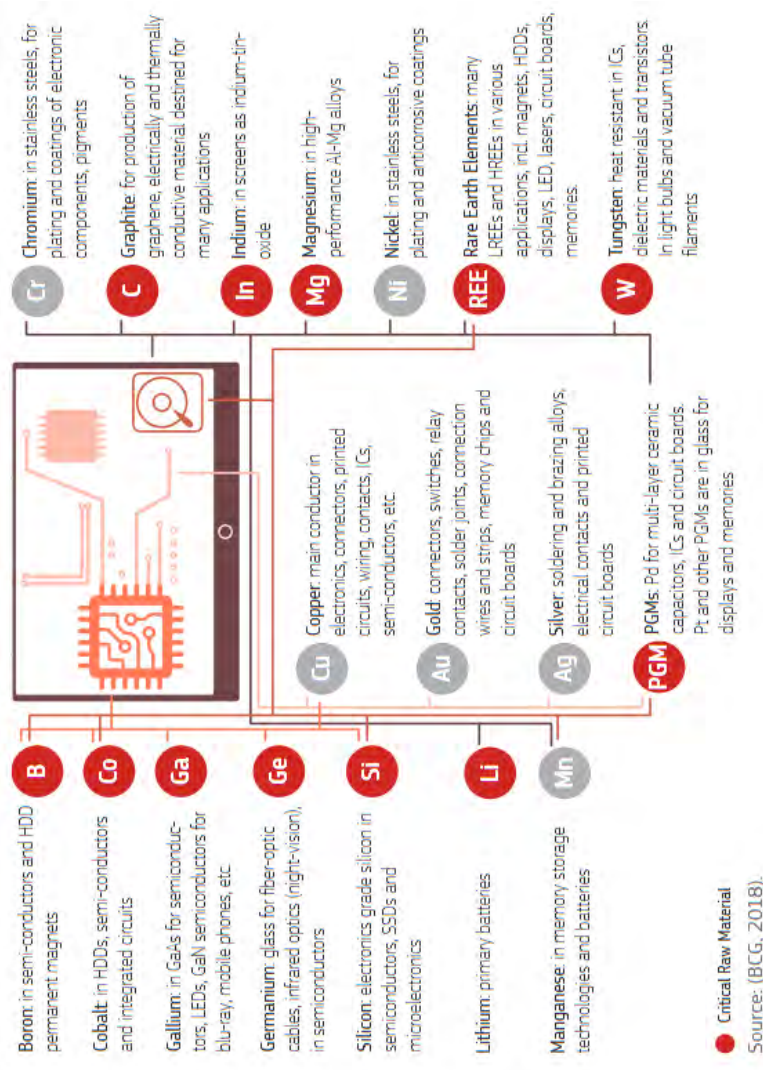 B
Boron: in semi-conductors and HDD
permanent magnets
Co
Cobalt: in HDDs, semi-conductors
and integrated circuits
Ga
Gallium: in GaAs for semiconduc-
tors, LEDs, GaN semiconductors for
blu-ray, mobile phones, etc.
Ge
Germanium: glass for fiber-optic
cables, infrared optics (night-vision),
in semiconductors
Si
Silicon: electronics grade silicon in
semiconductors, SSDs and
microelectronics
Li
Lithium: primary batteries
Mn
Manganese: in memory storage
technologies and batteries
Cu
Copper: main conductor in
electronics, connectors, printed
circuits, wiring, contacts, ICs,
semi-conductors, etc.
Au
Gold: connectors, switches, relay
contacts, solder joints, connection
wires and strips, memory chips and
circuit boards
Ag
Silver: soldering and brazing alloys,
electrical contacts and printed
circuit boards
PGM
PGMs: Pd for multi-layer ceramic
capacitors, ICs and circuit boards.
Pt and other PGMs are in glass for
displays and memories
Cr
Chromium: in stainless steels, for
plating and coatings of electronic
components, pigments
C
Graphite: for production of
graphene, electrically and thermally
conductive material destined for
many applications
In
Indium: in screens as indium-tin-
oxide
Mg
Magnesium: in high-
performance Al-Mg alloys
Ni
Nickel: in stainless steels, for
plating and anticorrosive coatings
REE
Rare Earth Elements: many
LREEs and HREEs in various
applications, incl. magnets, HDDs,
displays, LED, lasers, circuit boards,
memories.
W
Tungsten: heat resistant in ICs,
dielectric materials and transistors.
In light bulbs and vacuum tube
filaments
Critical Raw Material
Source: (BCG, 2018).